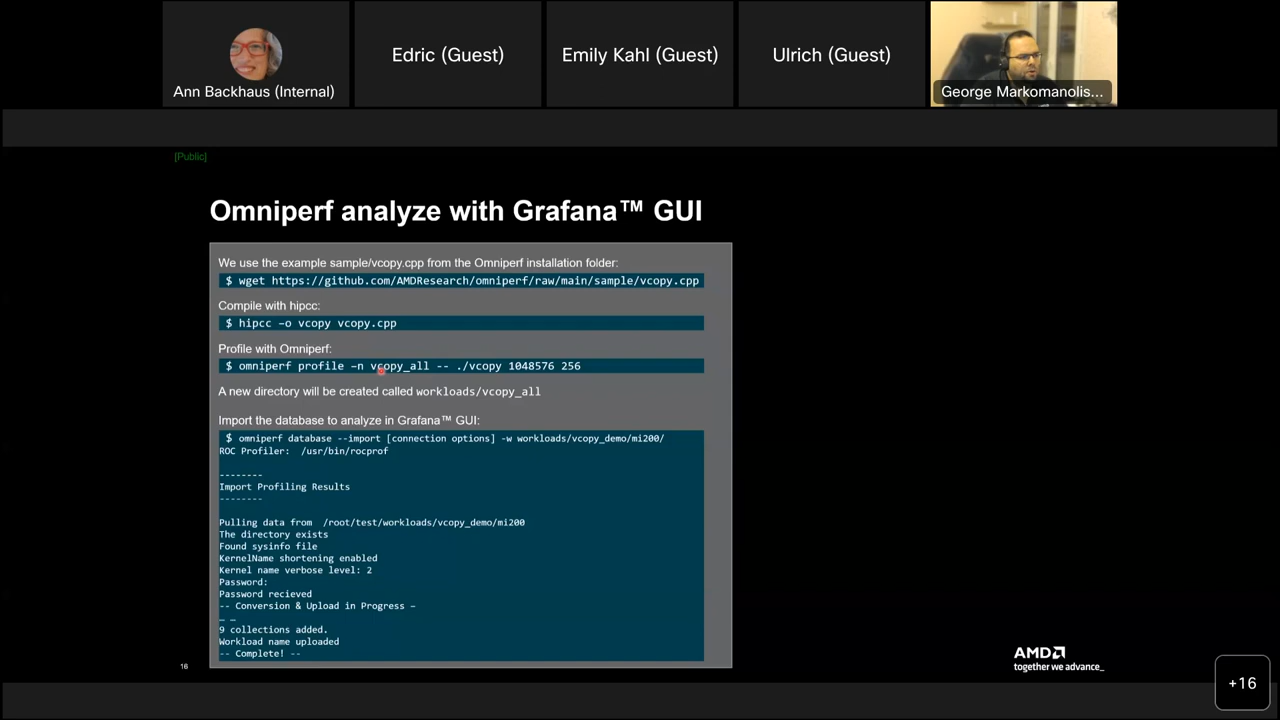 Ann Backhaus (Internal)
Edric (Guest)
Emily Kahl (Guest)
Ulrich (Guest)
George Markomanolis...
[Public]
Omniperf analyze with Grafana™ GUI
We use the example sample/vcopy.cpp from the Omniperf installation folder:
$ wget https://github.com/AMDResearch/omniperf/raw/main/sample/vcopy.cpp
Compile with hipcc:
$ hipcc –o vcopy vcopy.cpp
Profile with Omniperf:
$ omniperf profile –n vcopy_all -- ./vcopy 1048576 256
A new directory will be created called workloads/vcopy_all
Import the database to analyze in Grafana™ GUI:
$ omniperf database --import [connection options] -w workloads/vcopy_demo/mi200/
ROC Profiler: /usr/bin/rocprof
--------
Import Profiling Results
--------
Pulling data from /root/test/workloads/vcopy_demo/mi200
The directory exists
Found sysinfo file
KernelName shortening enabled
Kernel name verbose level: 2
Password:
Password recieved
-- Conversion & Upload in Progress –
… …
9 collections added.
Workload name uploaded
-- Complete! --
16
AMD
together we advance_
+16